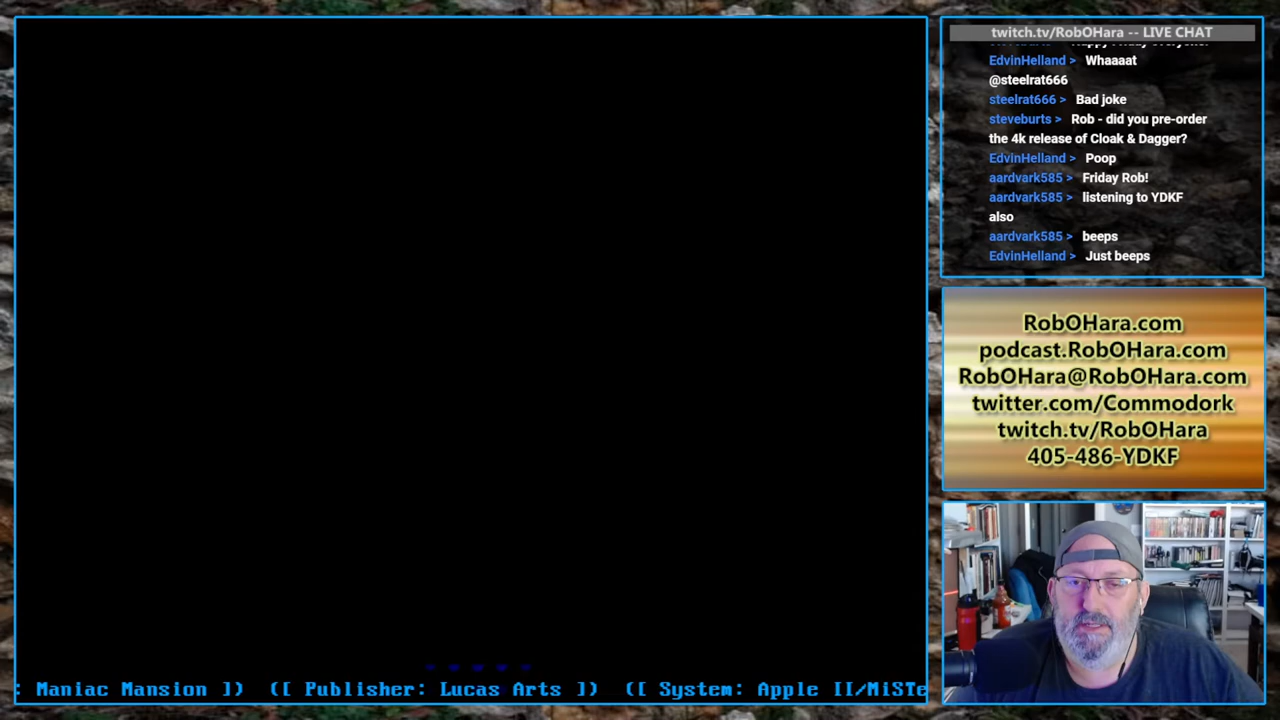 twitch.tv/RobOHara -- LIVE CHAT
EdvinHelland > Whaaaat
@steelrat666
steelrat666 > Bad joke
steveburts > Rob - did you pre-order
the 4k release of Cloak & Dagger?
EdvinHelland > Poop
aardvark585 > Friday Rob!
aardvark585 > listening to YDKF
also
aardvark585 > beeps
EdvinHelland > Just beeps
RobOHara.com
podcast.RobOHara.com
RobOHara@RobOHara.com
twitter.com/Commodork
twitch.tv/RobOHara
405-486-YDKF
: Maniac Mansion ]) ([ Publisher: Lucas Arts ]) ([ System: Apple II/MiSTe